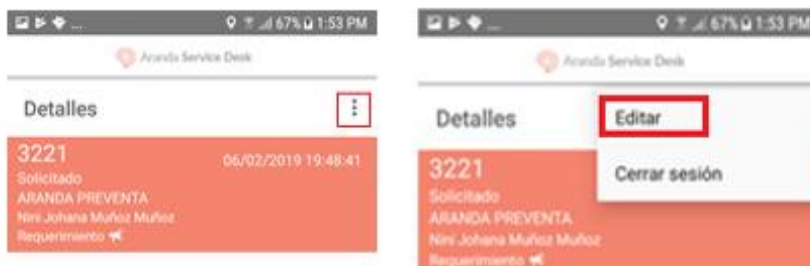 ... 67% 1:53 PM
Aranda Service Desk
Detalles
3221 06/02/2019 19:48:41
Solicitado
ARANDA PREVENTA
Nini Johana Muñoz Muñoz
Requerimiento
... 67% 1:53 PM
Aranda Service Desk
Detalles
Editar
Cerrar sesión
3221
Solicitado
ARANDA PREVENTA
Nini Johana Muñoz Muñoz
Requerimiento